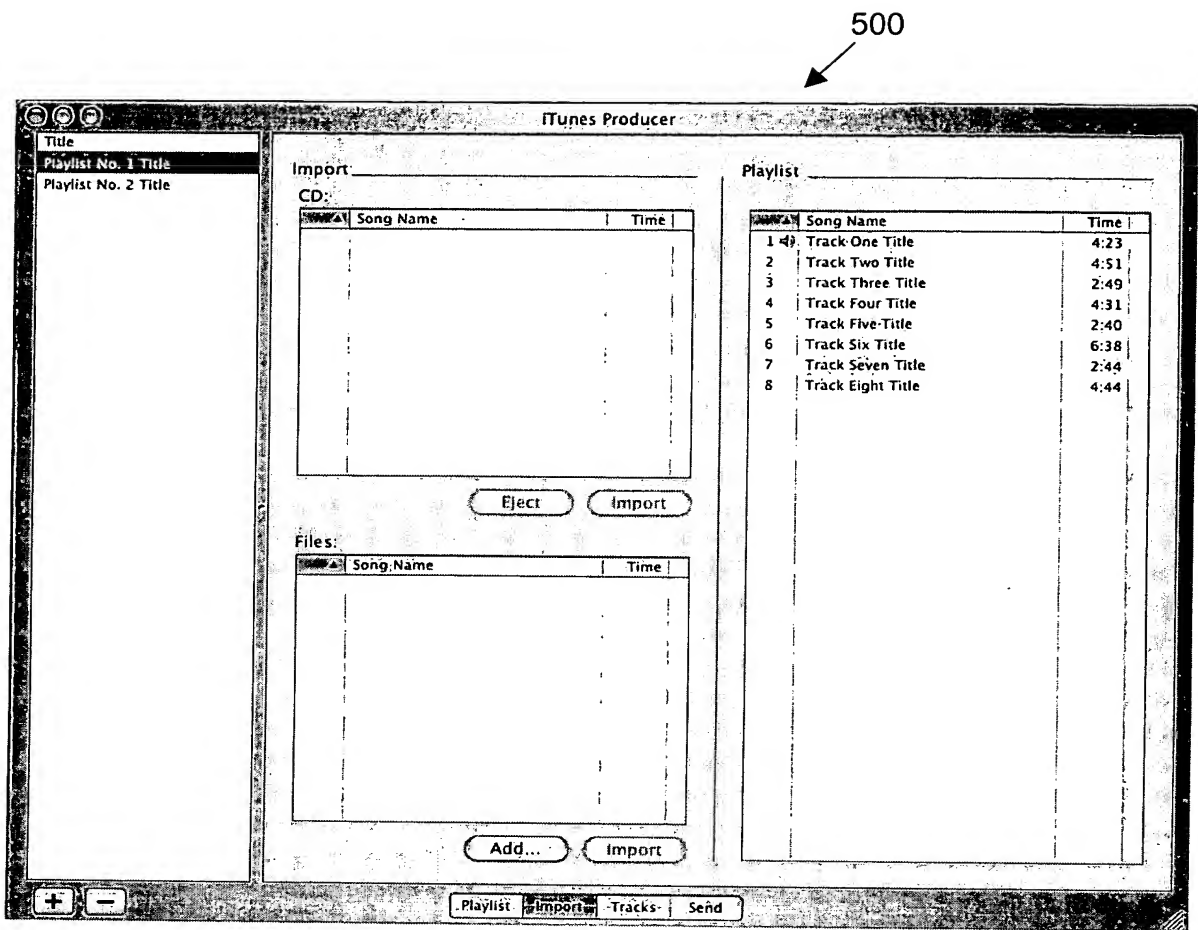 500
iTunes Producer
Title
Playlist No. 1 Title
Playlist No. 2 Title
Import
CD:
Song Name Time
Eject Import
Files:
Song Name Time
Add... Import
Playlist
Song Name Time
1 Track One Title 4:23
2 Track Two Title 4:51
3 Track Three Title 2:49
4 Track Four Title 4:31
5 Track Five Title 2:40
6 Track Six Title 6:38
7 Track Seven Title 2:44
8 Track Eight Title 4:44
+ −
Playlist Import Tracks Send